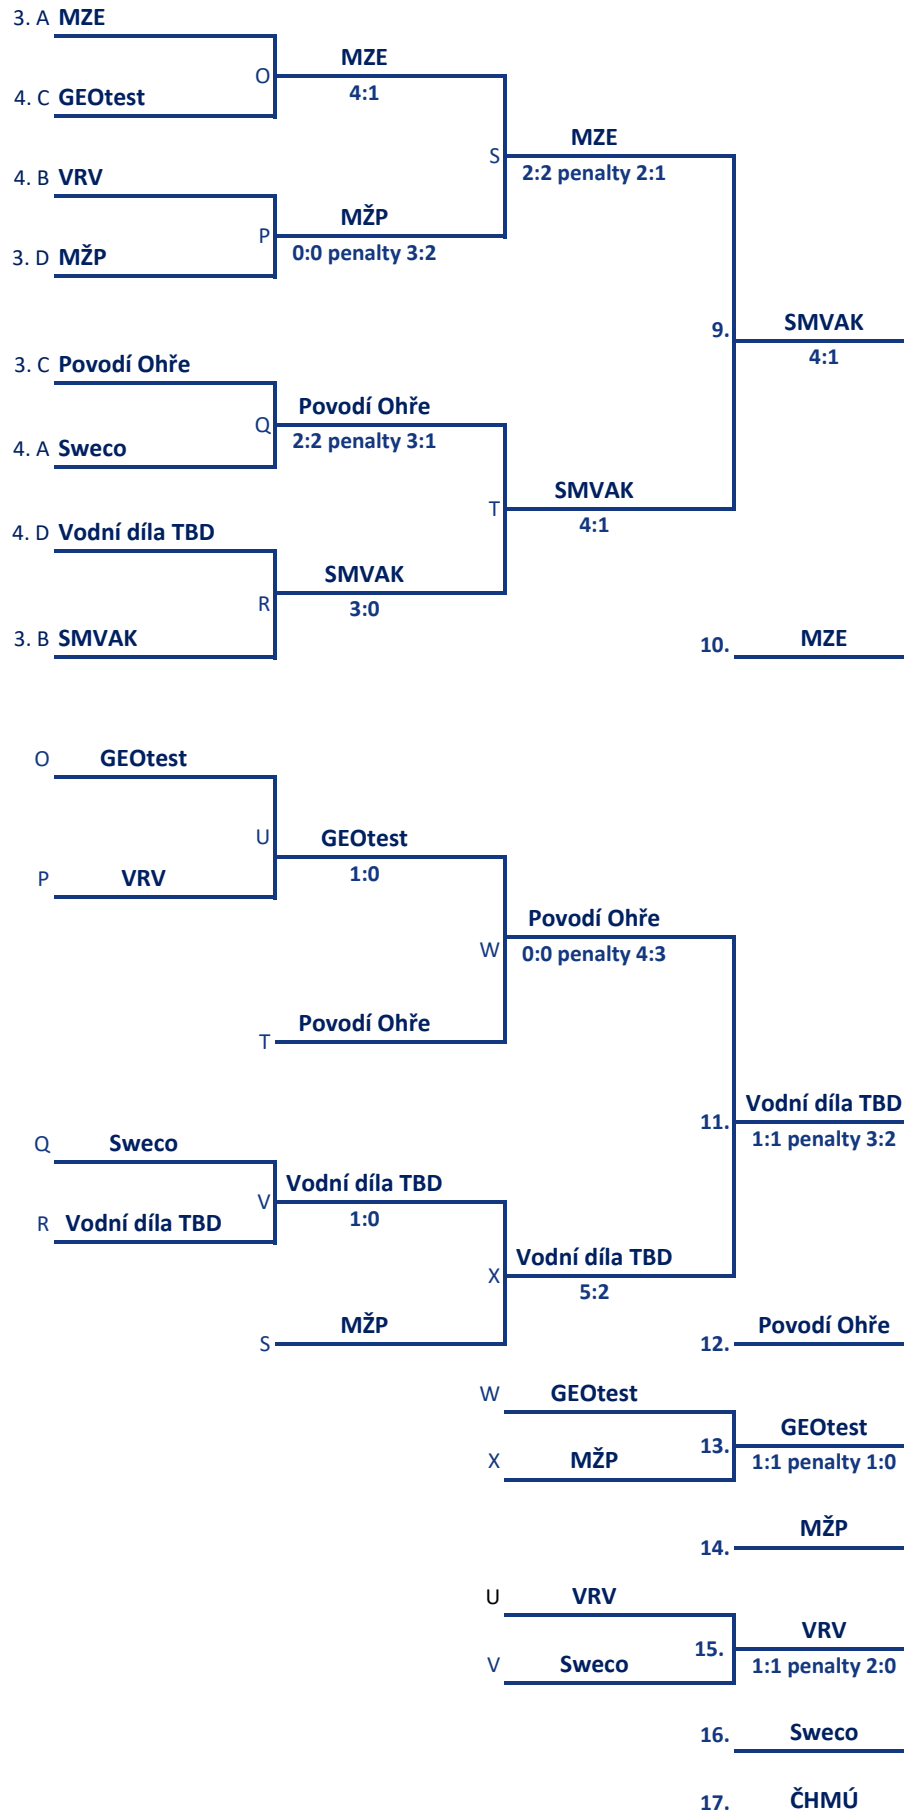 3. A MZE
O MZE
4:1
4. C GEOtest
S MZE
2:2 penalty 2:1
4. B VRV
P MŽP
0:0 penalty 3:2
3. D MŽP
9. SMVAK
4:1
3. C Povodí Ohře
Q Povodí Ohře
2:2 penalty 3:1
4. A Sweco
T SMVAK
4:1
4. D Vodní díla TBD
R SMVAK
3:0
3. B SMVAK
10. MZE
O GEOtest
U GEOtest
1:0
P VRV
W Povodí Ohře
0:0 penalty 4:3
T Povodí Ohře
11. Vodní díla TBD
1:1 penalty 3:2
Q Sweco
V Vodní díla TBD
1:0
R Vodní díla TBD
X Vodní díla TBD
5:2
S MŽP
12. Povodí Ohře
W GEOtest
13. GEOtest
1:1 penalty 1:0
X MŽP
14. MŽP
U VRV
15. VRV
1:1 penalty 2:0
V Sweco
16. Sweco
17. ČHMÚ